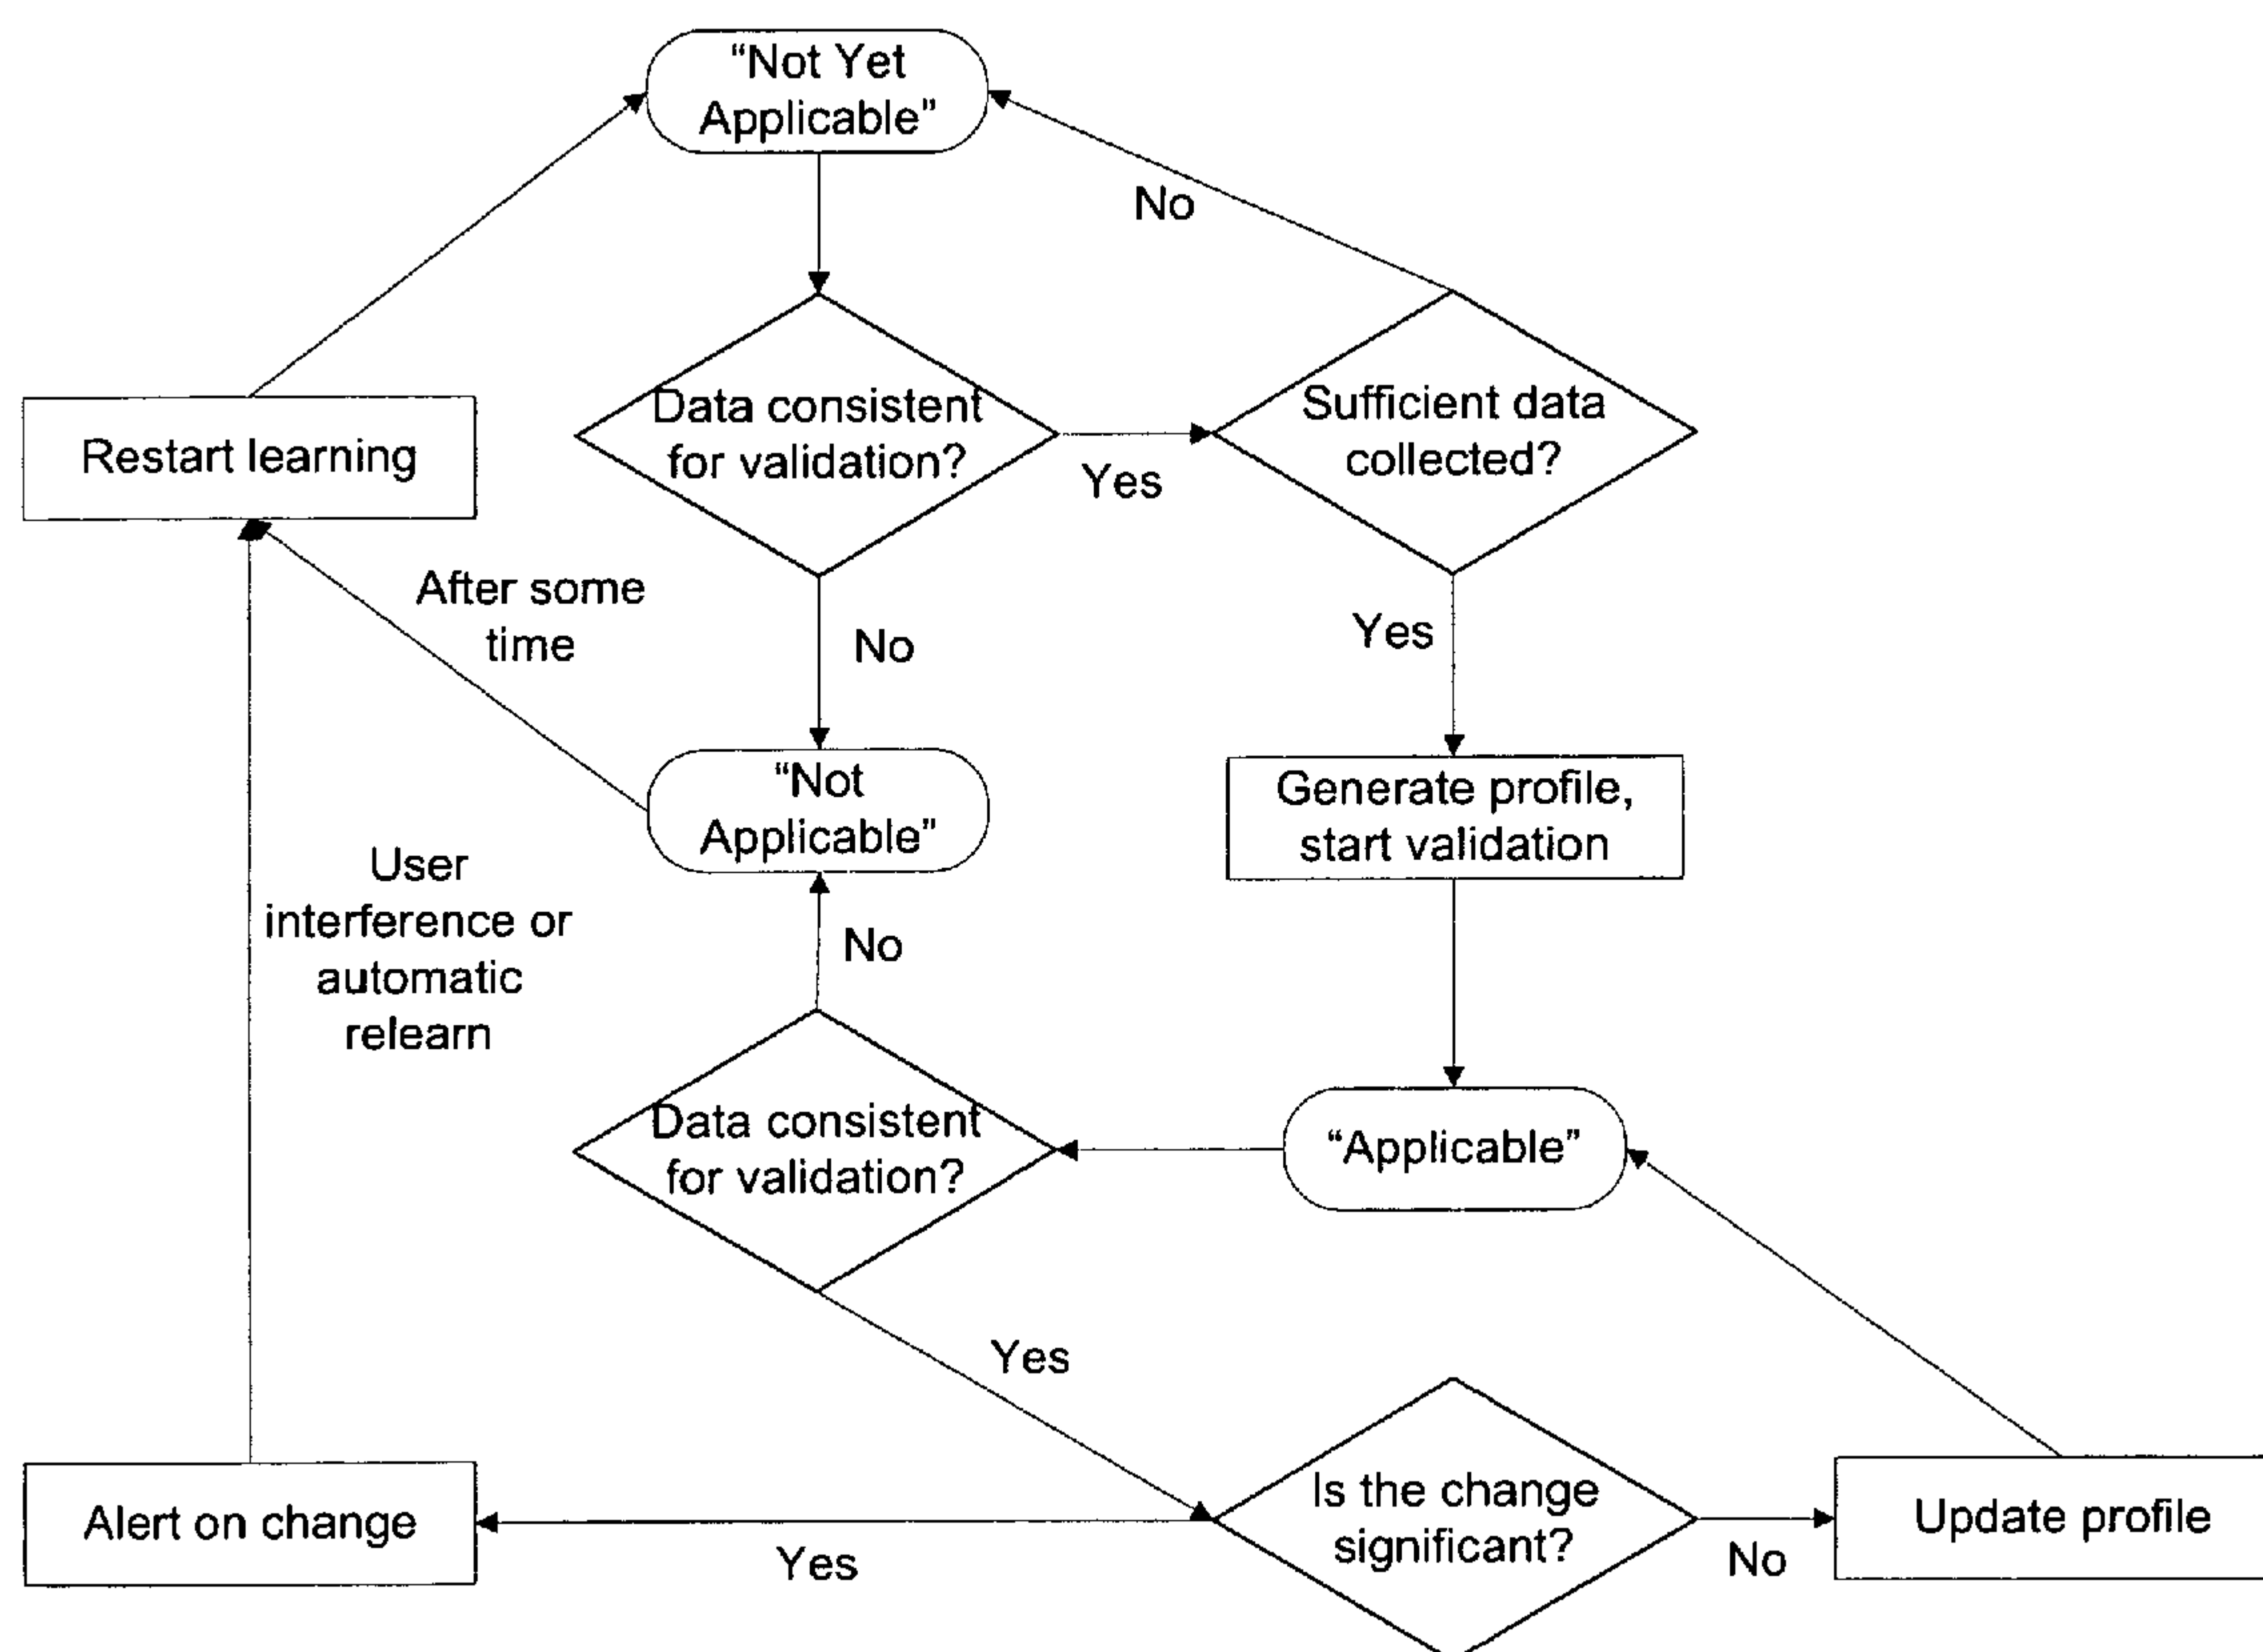 “Not Yet
Applicable”
No
Data consistent
for validation?
Yes
Sufficient data
collected?
Restart learning
After some
time
No
Yes
“Not
Applicable”
Generate profile,
start validation
User
interference or
automatic
relearn
No
Data consistent
for validation?
“Applicable”
Yes
Is the change
significant?
Alert on change
Yes
No
Update profile